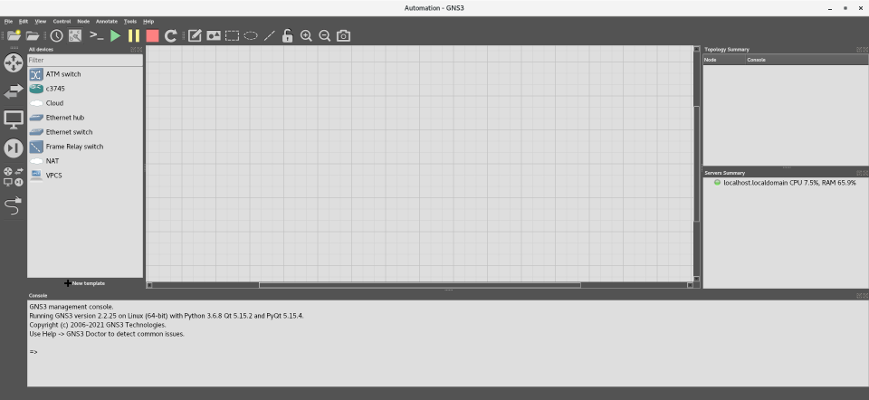 Automation - GNS3
File Edit View Control Node Annotate Tools Help
All devices
Filter
ATM switch
c3745
Cloud
Ethernet hub
Ethernet switch
Frame Relay switch
NAT
VPCS
New template
Topology Summary
Node Console
Servers Summary
localhost.localdomain CPU 7.5%, RAM 65.9%
Console
GNS3 management console.
Running GNS3 version 2.2.25 on Linux (64-bit) with Python 3.6.8 Qt 5.15.2 and PyQt 5.15.4.
Copyright (c) 2006-2021 GNS3 Technologies.
Use Help -> GNS3 Doctor to detect common issues.
=>